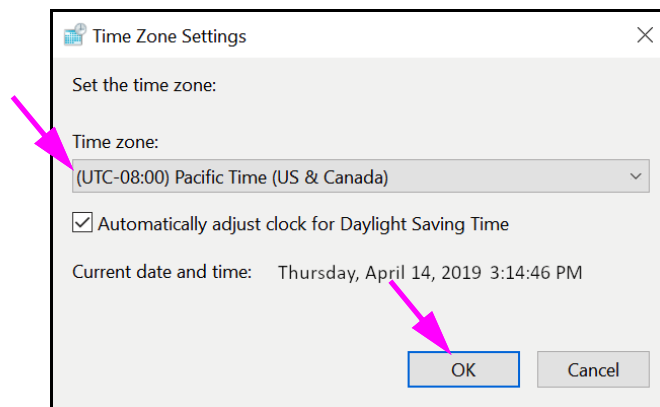 Time Zone Settings
Set the time zone:
Time zone:
(UTC-08:00) Pacific Time (US & Canada)
Automatically adjust clock for Daylight Saving Time
Current date and time: Thursday, April 14, 2019 3:14:46 PM
OK Cancel